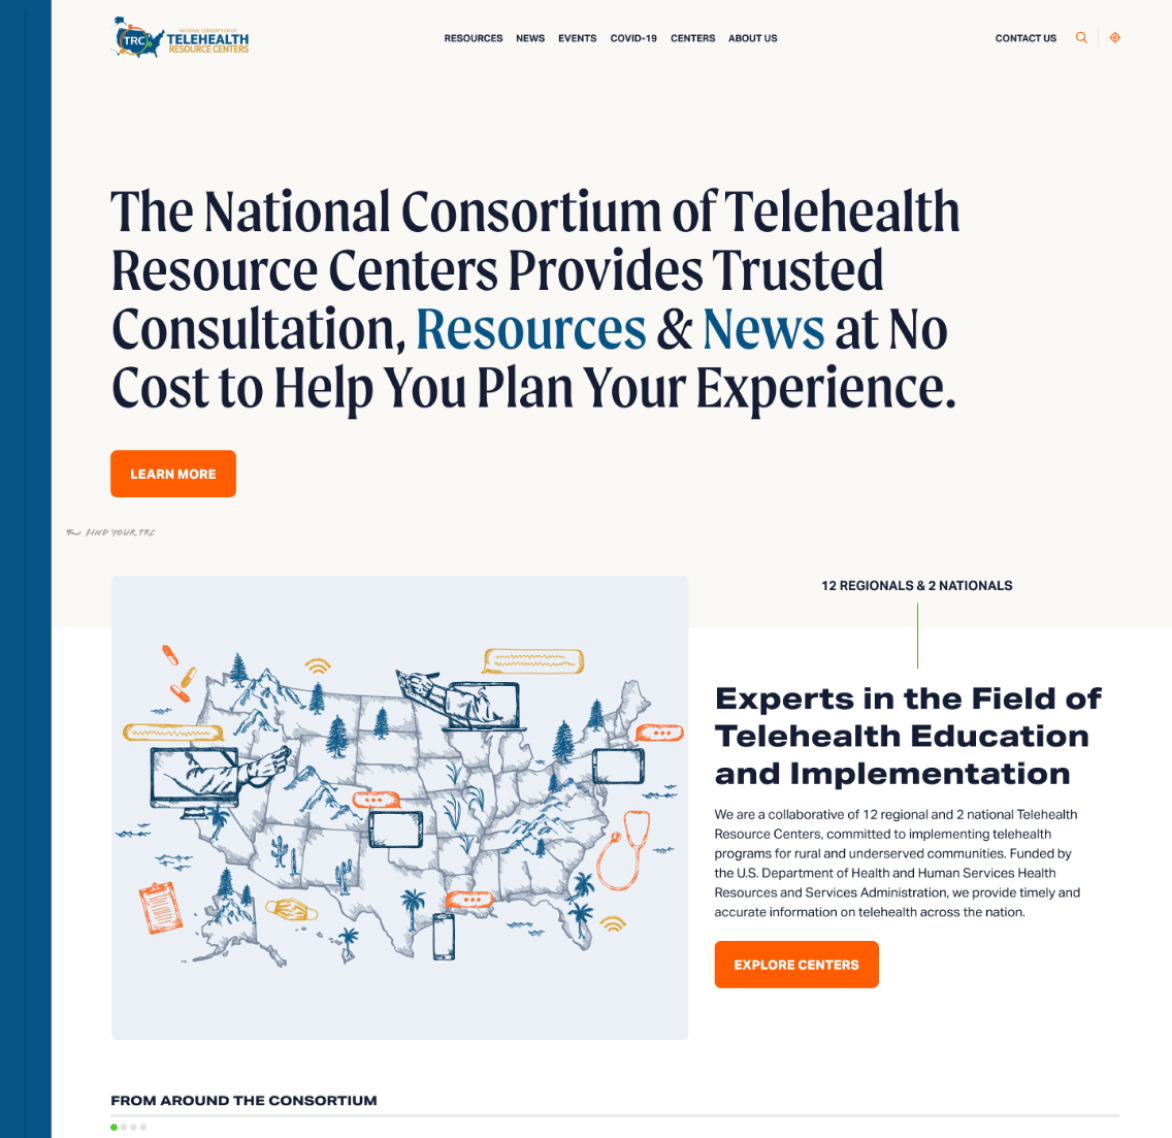 TRC
NATIONAL CONSORTIUM OF
TELEHEALTH
RESOURCE CENTERS
RESOURCES NEWS EVENTS COVID-19 CENTERS ABOUT US
CONTACT US
The National Consortium of Telehealth
Resource Centers Provides Trusted
Consultation, Resources & News at No
Cost to Help You Plan Your Experience.
LEARN MORE
FIND YOUR TRC
12 REGIONALS & 2 NATIONALS
Experts in the Field of
Telehealth Education
and Implementation
We are a collaborative of 12 regional and 2 national Telehealth
Resource Centers, committed to implementing telehealth
programs for rural and underserved communities. Funded by
the U.S. Department of Health and Human Services Health
Resources and Services Administration, we provide timely and
accurate information on telehealth across the nation.
EXPLORE CENTERS
FROM AROUND THE CONSORTIUM